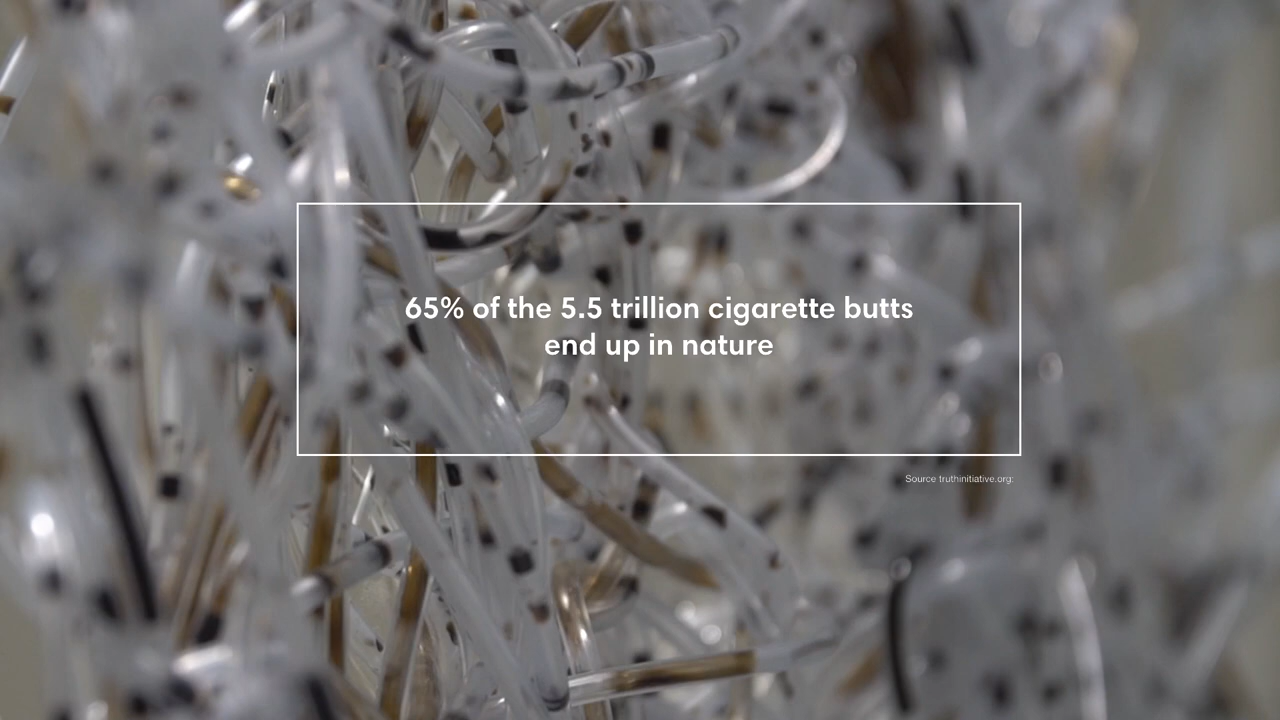 65% of the 5.5 trillion cigarette butts
end up in nature
Source truthinitiative.org: